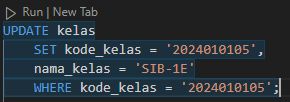 Run | New Tab
UPDATE kelas
SET kode_kelas = '2024010105',
nama_kelas = 'SIB-1E'
WHERE kode_kelas = '2024010105';